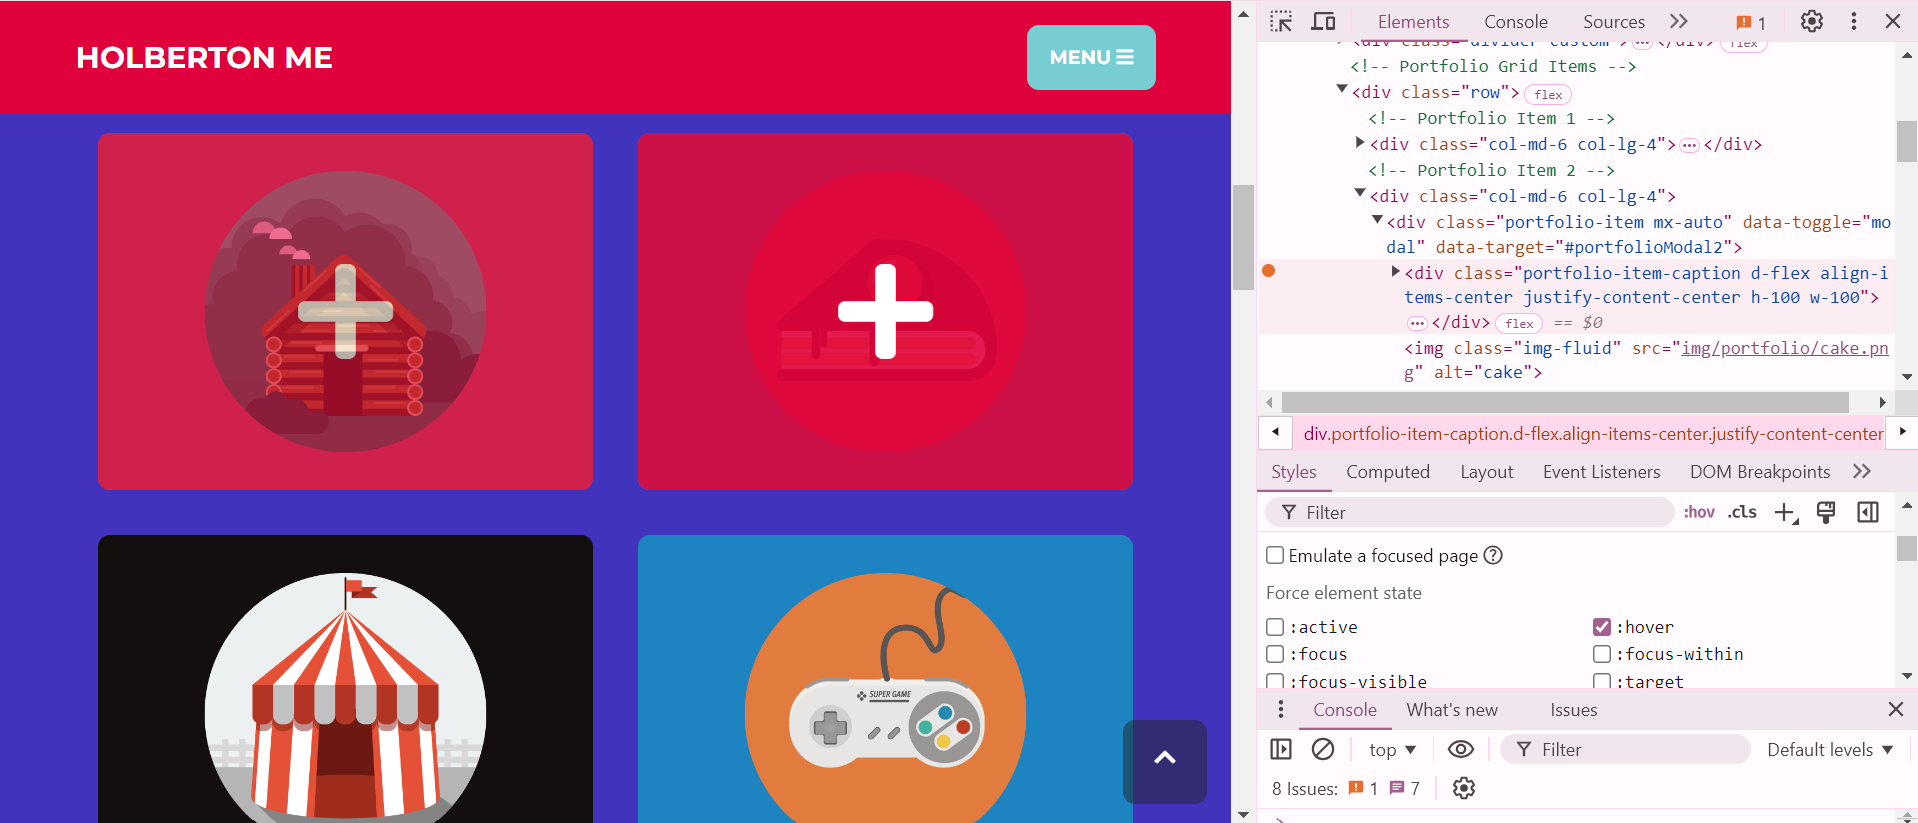 HOLBERTON ME
MENU
SUPER GAME
Elements Console Sources 1
<div class="divider-custom">…</div> flex
<!-- Portfolio Grid Items -->
<div class="row"> flex
<!-- Portfolio Item 1 -->
<div class="col-md-6 col-lg-4">…</div>
<!-- Portfolio Item 2 -->
<div class="col-md-6 col-lg-4">
<div class="portfolio-item mx-auto" data-toggle="mo
dal" data-target="#portfolioModal2">
<div class="portfolio-item-caption d-flex align-i
tems-center justify-content-center h-100 w-100">
…</div> flex == $0
<img class="img-fluid" src="img/portfolio/cake.pn
g" alt="cake">
div.portfolio-item-caption.d-flex.align-items-center.justify-content-center
Styles Computed Layout Event Listeners DOM Breakpoints
Filter :hov .cls
Emulate a focused page
Force element state
:active :hover
:focus :focus-within
:focus-visible :target
Console What's new Issues
top Filter Default levels
8 Issues: 1 7